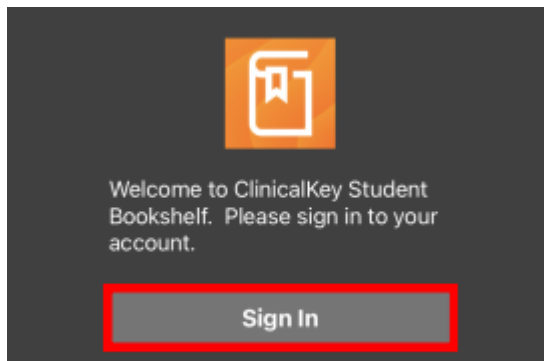 Welcome to ClinicalKey Student
Bookshelf.  Please sign in to your
account.
Sign In